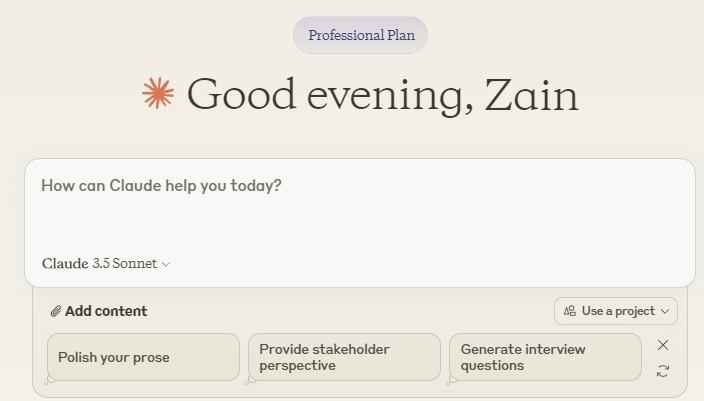 Professional Plan
Good evening, Zain
How can Claude help you today?
Claude 3.5 Sonnet
Add content
Use a project
Polish your prose
Provide stakeholder
perspective
Generate interview
questions